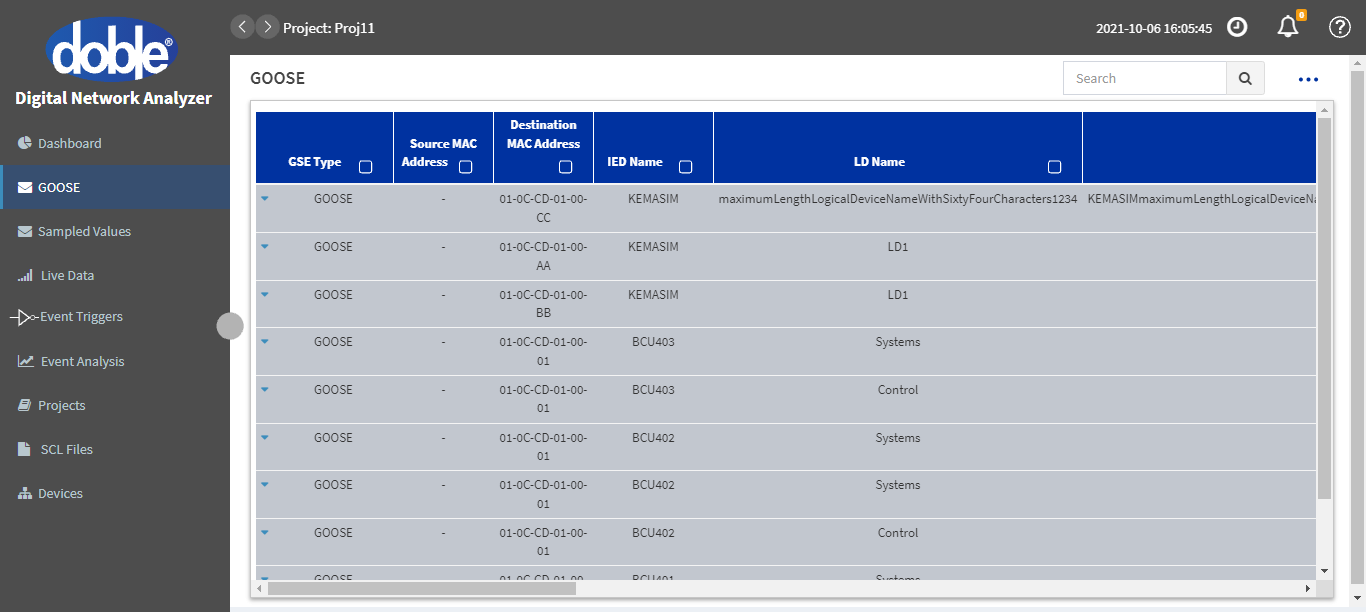 doble®
Digital Network Analyzer
Dashboard
GOOSE
Sampled Values
Live Data
Event Triggers
Event Analysis
Projects
SCL Files
Devices
Project: Proj11
2021-10-06 16:05:45
0
GOOSE
Search
GSE Type
Source MAC
Address
Destination
MAC Address
IED Name
LD Name
GOOSE - 01-0C-CD-01-00- KEMASIM maximumLengthLogicalDeviceNameWithSixtyFourCharacters1234 KEMASIMmaximumLengthLogicalDeviceNa
CC
GOOSE - 01-0C-CD-01-00- KEMASIM LD1
AA
GOOSE - 01-0C-CD-01-00- KEMASIM LD1
BB
GOOSE - 01-0C-CD-01-00- BCU403 Systems
01
GOOSE - 01-0C-CD-01-00- BCU403 Control
01
GOOSE - 01-0C-CD-01-00- BCU402 Systems
01
GOOSE - 01-0C-CD-01-00- BCU402 Systems
01
GOOSE - 01-0C-CD-01-00- BCU402 Control
01
GOOSE - 01-0C-CD-01-00- BCU401 Systems